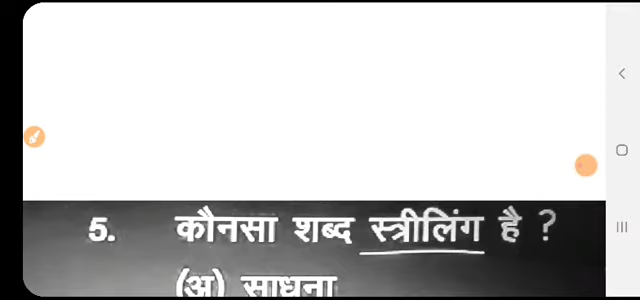 5. कौनसा शब्द स्त्रीलिंग है ?
(अ) साधना